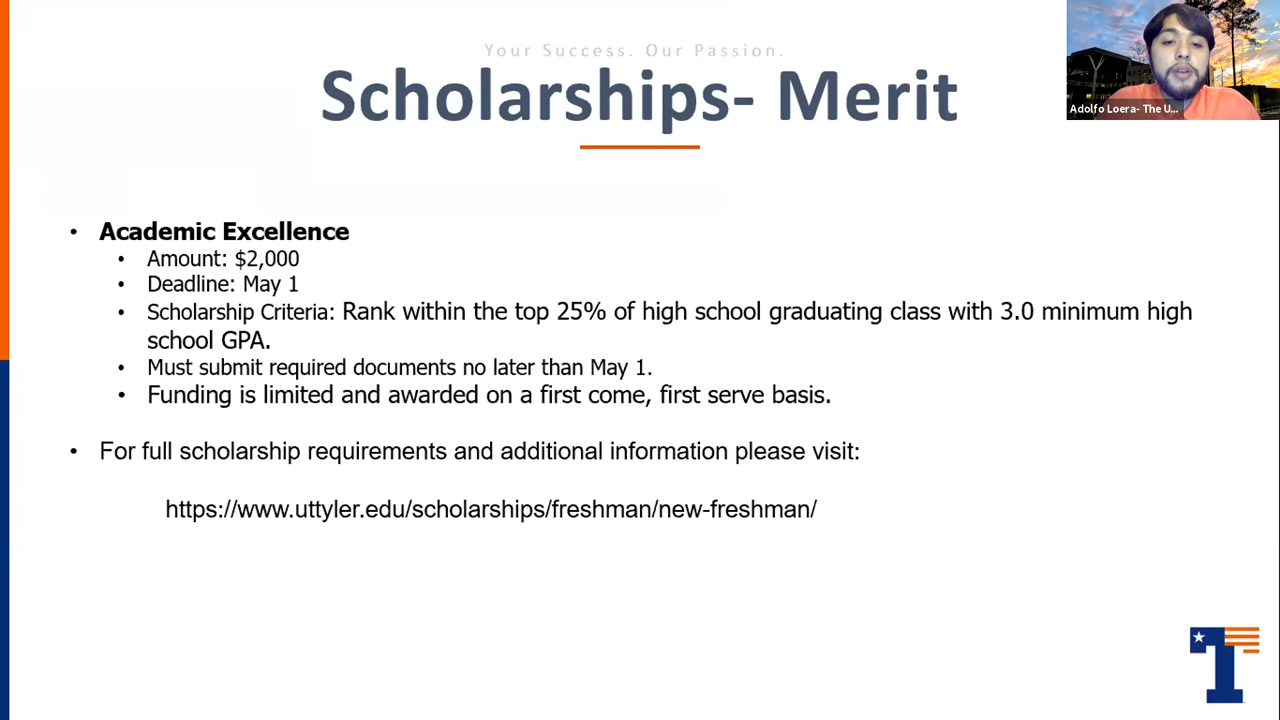 Your Success. Our Passion.
Scholarships- Merit
Adolfo Loera- The U...
• Academic Excellence
• Amount: $2,000
• Deadline: May 1
• Scholarship Criteria: Rank within the top 25% of high school graduating class with 3.0 minimum high
school GPA.
• Must submit required documents no later than May 1.
• Funding is limited and awarded on a first come, first serve basis.
• For full scholarship requirements and additional information please visit:
https://www.uttyler.edu/scholarships/freshman/new-freshman/
T